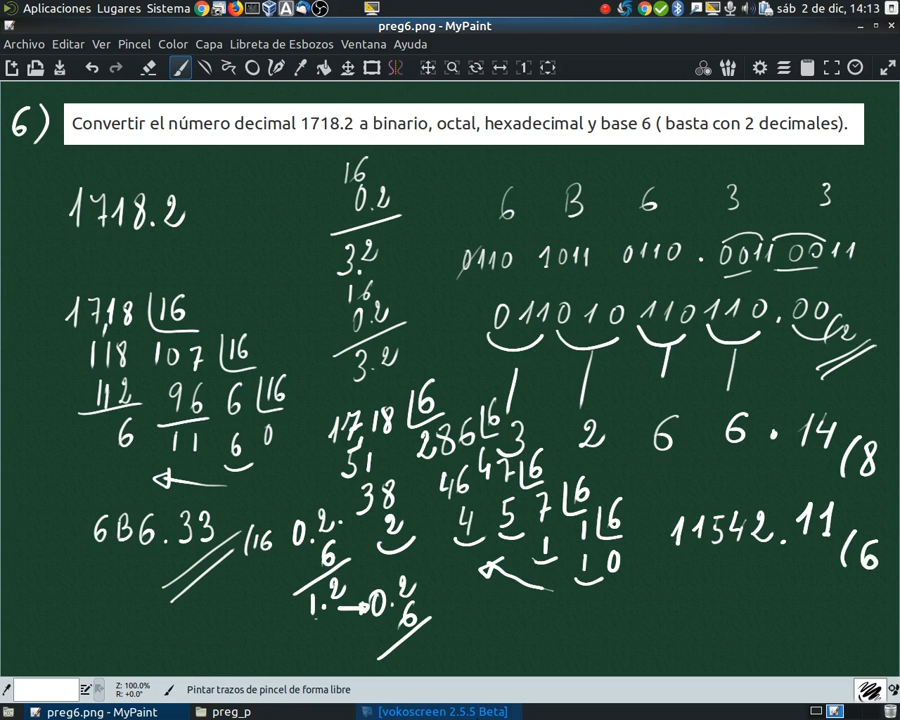 Aplicaciones Lugares Sistema sáb 2 de dic, 14:13
preg6.png - MyPaint
Archivo Editar Ver Pincel Color Capa Libreta de Esbozos Ventana Ayuda
6) Convertir el número decimal 1718.2 a binario, octal, hexadecimal y base 6 ( basta con 2 decimales).
1718.2
16
0.2
3.2
16
0.2
3.2
6 B 6 3 3
0110 1011 0110 . 0011 0011
011010110110.00(2
3 2 6 6 . 14(8
1718 16
118 107 16
112 96 6 16
6 11 6 0
6B6.33 (16
1718 6
51 286 6
38 46 47 6
2 4 5 7 6
1 1 6
1 0
0.2
6
1.2 → 0.2
6
11542.11(6
Z: 100.0%
R: +0.0°
Pintar trazos de pincel de forma libre
preg6.png - MyPaint preg_p [vokoscreen 2.5.5 Beta]